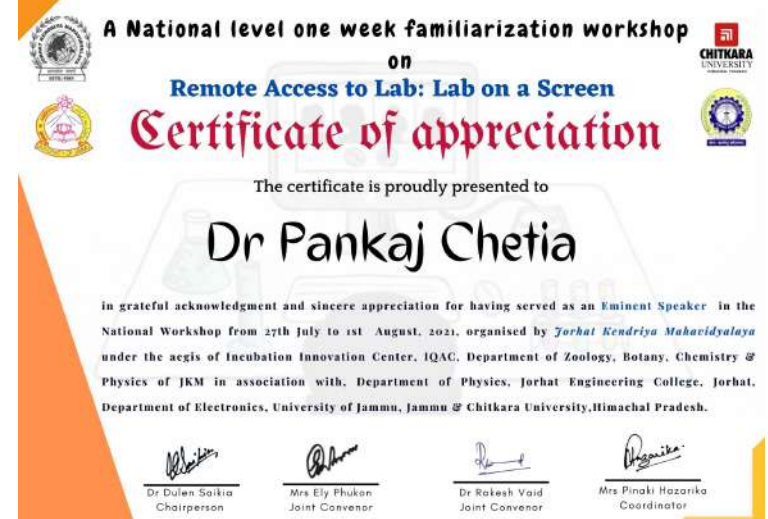 A National level one week familiarization workshop
on
Remote Access to Lab: Lab on a Screen
Certificate of appreciation
CHITKARA
UNIVERSITY
The certificate is proudly presented to
Dr Pankaj Chetia
in grateful acknowledgment and sincere appreciation for having served as an Eminent Speaker in the
National Workshop from 27th July to 1st August, 2021, organised by Jorhat Kendriya Mahavidyalaya
under the aegis of Incubation Innovation Center, IQAC, Department of Zoology, Botany, Chemistry &
Physics of JKM in association with, Department of Physics, Jorhat Engineering College, Jorhat,
Department of Electronics, University of Jammu, Jammu & Chitkara University,Himachal Pradesh.
Dr Dulen Saikia
Chairperson
Mrs Ely Phukon
Joint Convenor
Dr Rakesh Vaid
Joint Convenor
Mrs Pinaki Hazarika
Coordinator